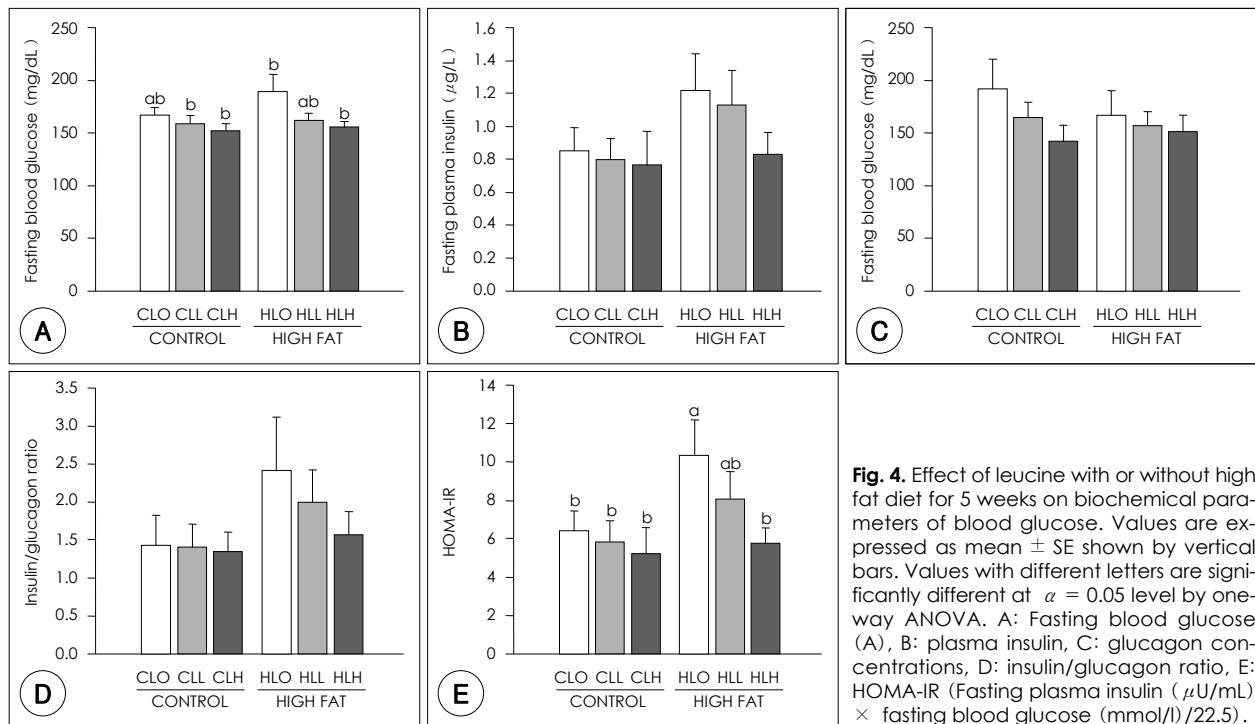 250
200
150
100
50
0
Fasting blood glucose (mg/dL)
ab b b b ab b
CLO CLL CLH HLO HLL HLH
CONTROL HIGH FAT
A
1.6
1.4
1.2
1.0
0.8
0.6
0.4
0.2
0.0
Fasting plasma insulin (μg/L)
CLO CLL CLH HLO HLL HLH
CONTROL HIGH FAT
B
250
200
150
100
50
0
Fasting blood glucose (mg/dL)
CLO CLL CLH HLO HLL HLH
CONTROL HIGH FAT
C
3.5
3.0
2.5
2.0
1.5
1.0
0.5
0.0
Insulin/glucagon ratio
CLO CLL CLH HLO HLL HLH
CONTROL HIGH FAT
D
14
12
10
8
6
4
2
0
HOMA-IR
b b b a ab b
CLO CLL CLH HLO HLL HLH
CONTROL HIGH FAT
E
Fig. 4. Effect of leucine with or without high
fat diet for 5 weeks on biochemical para-
meters of blood glucose. Values are ex-
pressed as mean ± SE shown by vertical
bars. Values with different letters are signi-
ficantly different at α = 0.05 level by one-
way ANOVA. A: Fasting blood glucose
(A), B: plasma insulin, C: glucagon con-
centrations, D: insulin/glucagon ratio, E:
HOMA-IR (Fasting plasma insulin (μU/mL)
× fasting blood glucose (mmol/l)/22.5).